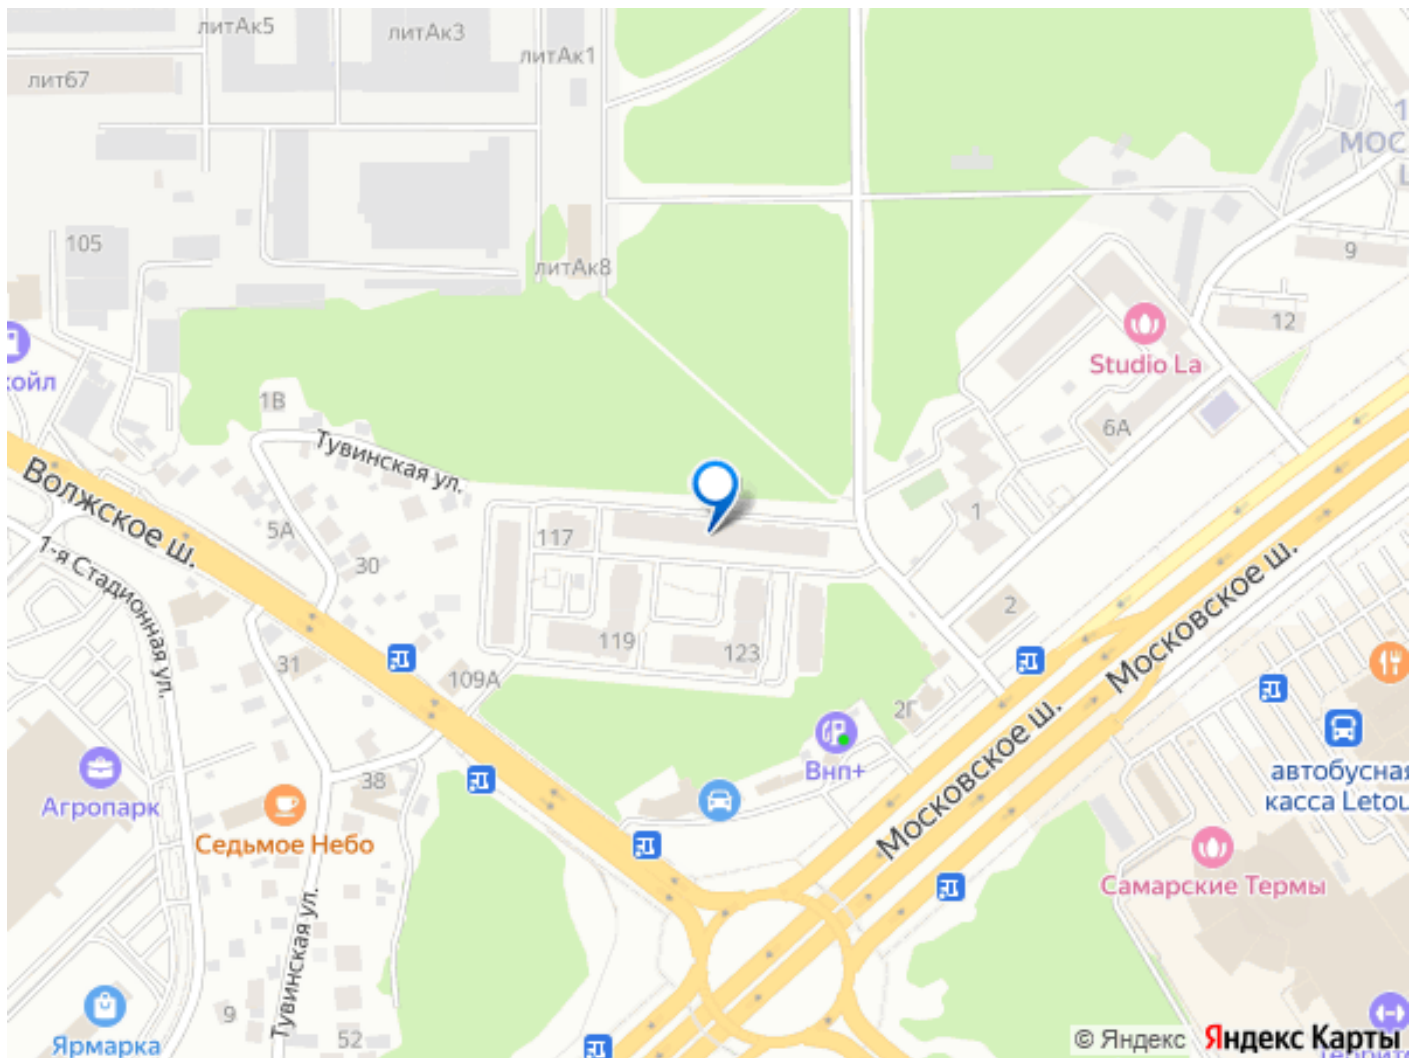 литАк5
литАк3
литАк1
лит67
1
МОС
105
литАк8
9
12
Studio La
койл
1В
6А
Тувинская ул.
Волжское ш.
5А
117
1
1-я Стадионная ул.
30
Московское ш.
2
119
123
31
109А
2Г
Внп+
Московское ш.
автобусная
касса Letou
38
Агропарк
Седьмое Небо
Самарские Термы
Тувинская ул.
9
52
Ярмарка
© Яндекс Яндекс Карты